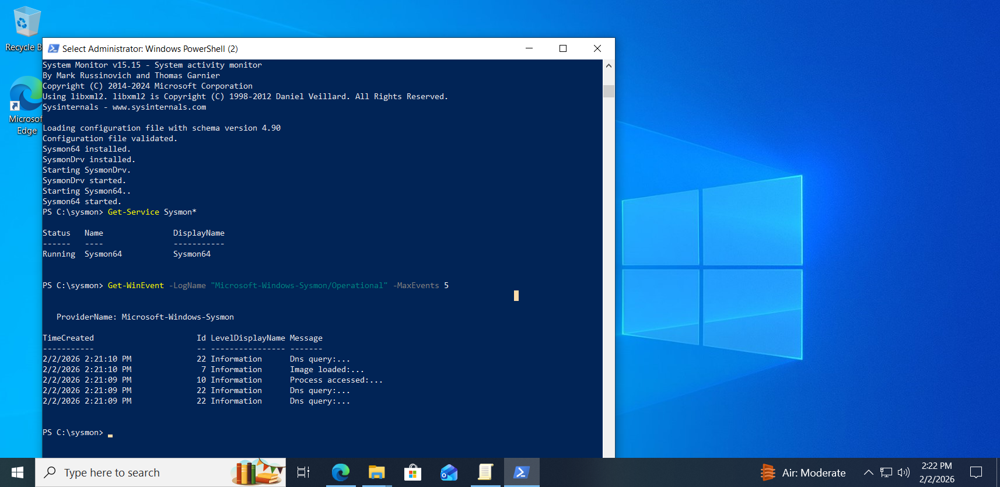 Recycle B
Microsof
Edge
Select Administrator: Windows PowerShell (2)
System Monitor v15.15 - System activity monitor
By Mark Russinovich and Thomas Garnier
Copyright (C) 2014-2024 Microsoft Corporation
Using libxml2. libxml2 is Copyright (C) 1998-2012 Daniel Veillard. All Rights Reserved.
Sysinternals - www.sysinternals.com
Loading configuration file with schema version 4.90
Configuration file validated.
Sysmon64 installed.
SysmonDrv installed.
Starting SysmonDrv.
SysmonDrv started.
Starting Sysmon64..
Sysmon64 started.
PS C:\sysmon> Get-Service Sysmon*
Status   Name               DisplayName
------   ----               -----------
Running  Sysmon64           Sysmon64
PS C:\sysmon> Get-WinEvent -LogName "Microsoft-Windows-Sysmon/Operational" -MaxEvents 5
ProviderName: Microsoft-Windows-Sysmon
TimeCreated                      Id LevelDisplayName Message
-----------                      -- ---------------- -------
2/2/2026 2:21:10 PM              22 Information      Dns query:...
2/2/2026 2:21:10 PM               7 Information      Image loaded:...
2/2/2026 2:21:09 PM              10 Information      Process accessed:...
2/2/2026 2:21:09 PM              22 Information      Dns query:...
2/2/2026 2:21:09 PM              22 Information      Dns query:...
PS C:\sysmon>
Type here to search
Air: Moderate
2:22 PM
2/2/2026